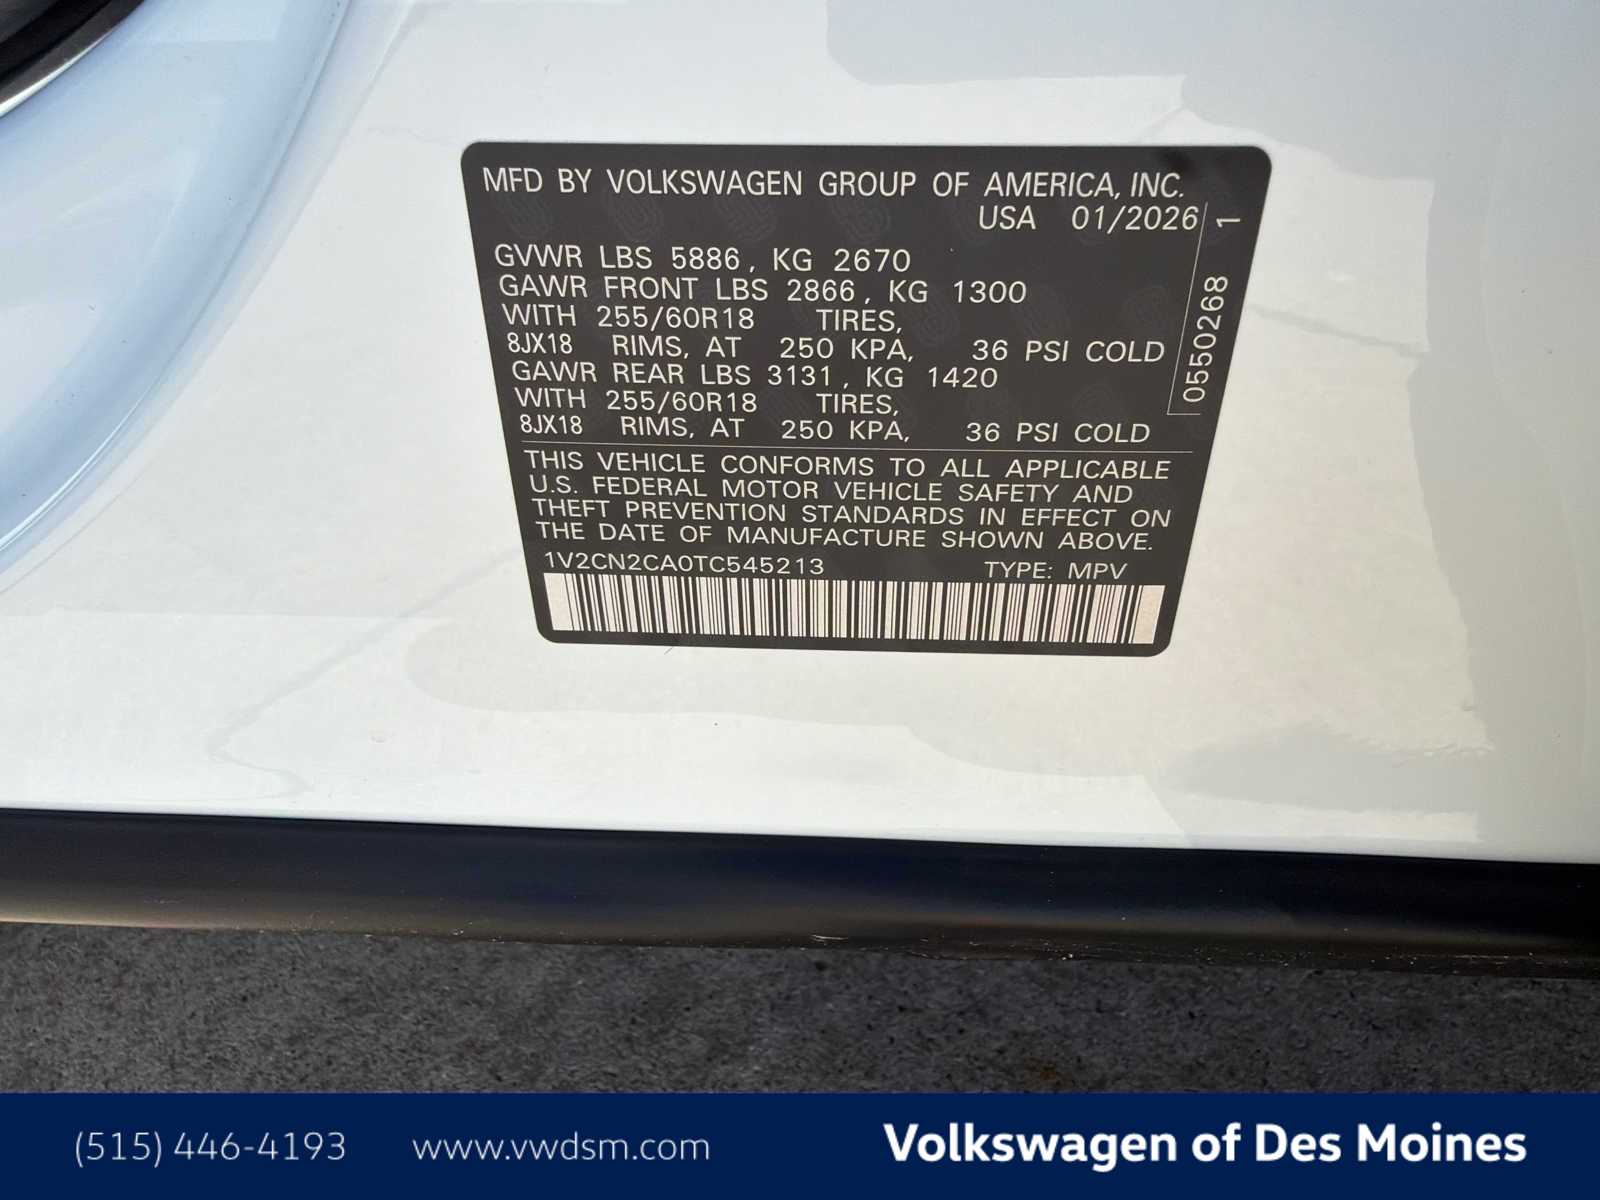 MFD BY VOLKSWAGEN GROUP OF AMERICA, INC.
USA 01/2026
1
0550268
GVWR LBS 5886, KG 2670
GAWR FRONT LBS 2866, KG 1300
WITH 255/60R18 TIRES,
8JX18 RIMS, AT 250 KPA, 36 PSI COLD
GAWR REAR LBS 3131, KG 1420
WITH 255/60R18 TIRES,
8JX18 RIMS, AT 250 KPA, 36 PSI COLD
THIS VEHICLE CONFORMS TO ALL APPLICABLE
U.S. FEDERAL MOTOR VEHICLE SAFETY AND
THEFT PREVENTION STANDARDS IN EFFECT ON
THE DATE OF MANUFACTURE SHOWN ABOVE.
1V2CN2CA0TC545213 TYPE: MPV
(515) 446-4193 www.vwdsm.com Volkswagen of Des Moines